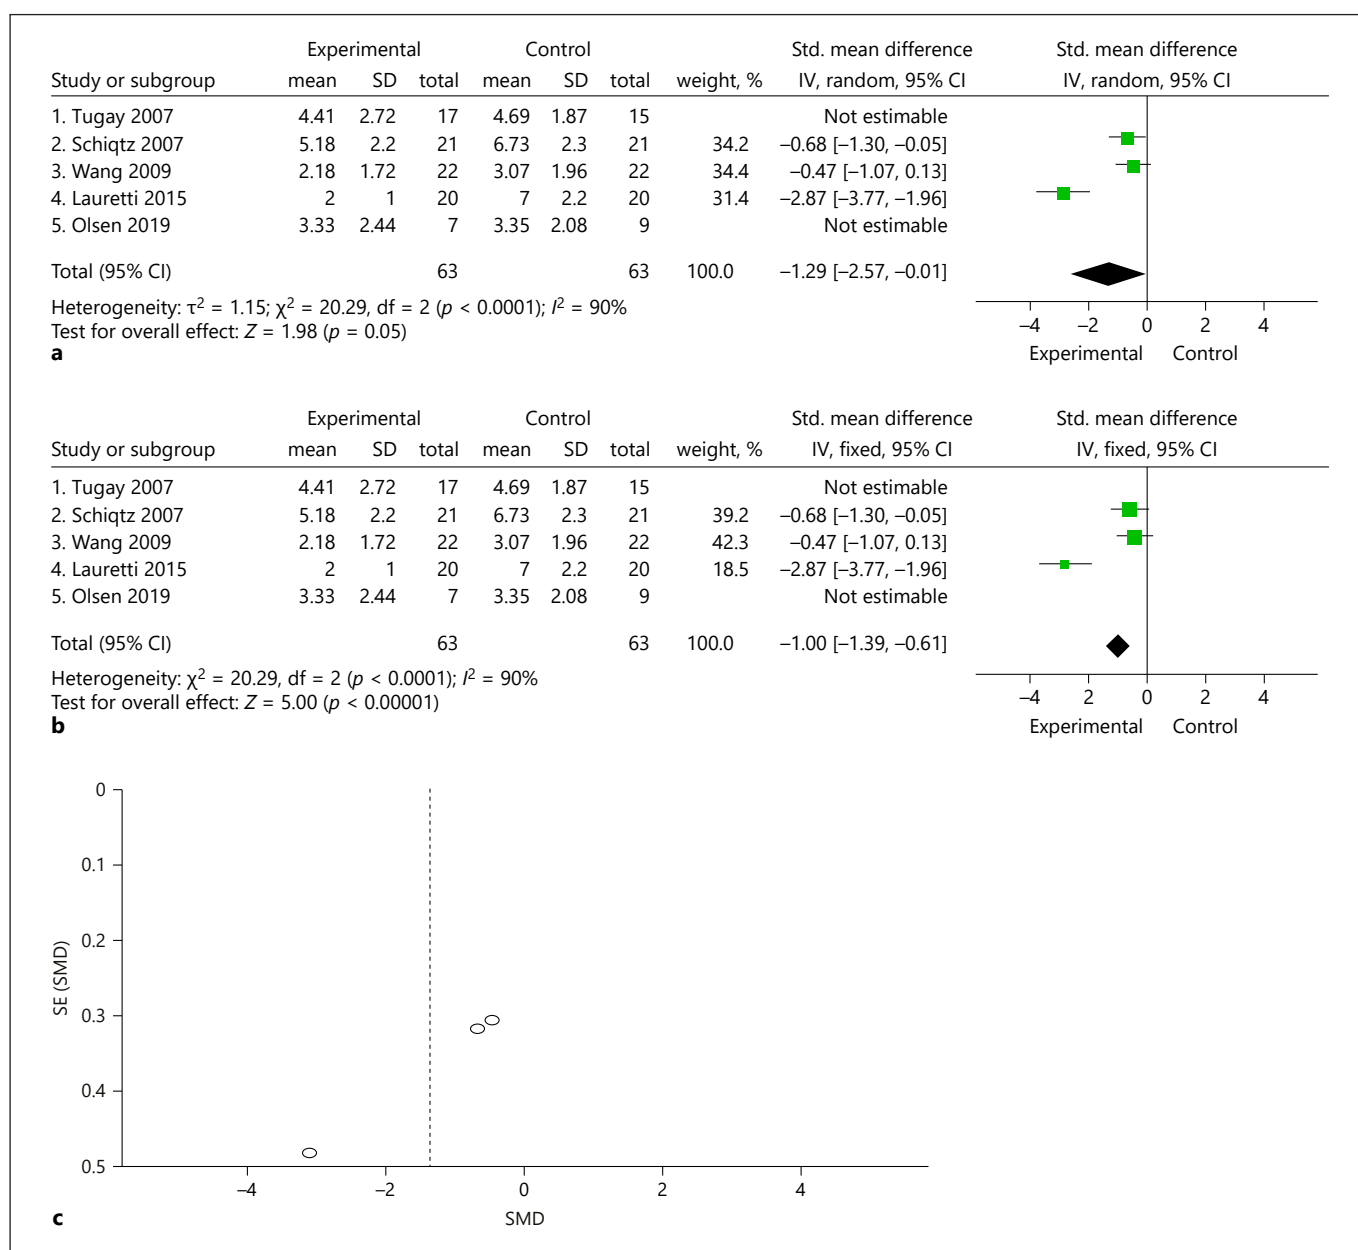 Experimental Control Std. mean difference Std. mean difference
Study or subgroup mean SD total mean SD total weight, % IV, random, 95% CI IV, random, 95% CI
1. Tugay 2007 4.41 2.72 17 4.69 1.87 15 Not estimable
2. Schiqtz 2007 5.18 2.2 21 6.73 2.3 21 34.2 –0.68 [–1.30, –0.05]
3. Wang 2009 2.18 1.72 22 3.07 1.96 22 34.4 –0.47 [–1.07, 0.13]
4. Lauretti 2015 2 1 20 7 2.2 20 31.4 –2.87 [–3.77, –1.96]
5. Olsen 2019 3.33 2.44 7 3.35 2.08 9 Not estimable
Total (95% CI) 63 63 100.0 –1.29 [–2.57, –0.01]
Heterogeneity: τ² = 1.15; χ² = 20.29, df = 2 (p < 0.0001); I² = 90%
Test for overall effect: Z = 1.98 (p = 0.05)
–4 –2 0 2 4
Experimental Control
a
Experimental Control Std. mean difference Std. mean difference
Study or subgroup mean SD total mean SD total weight, % IV, fixed, 95% CI IV, fixed, 95% CI
1. Tugay 2007 4.41 2.72 17 4.69 1.87 15 Not estimable
2. Schiqtz 2007 5.18 2.2 21 6.73 2.3 21 39.2 –0.68 [–1.30, –0.05]
3. Wang 2009 2.18 1.72 22 3.07 1.96 22 42.3 –0.47 [–1.07, 0.13]
4. Lauretti 2015 2 1 20 7 2.2 20 18.5 –2.87 [–3.77, –1.96]
5. Olsen 2019 3.33 2.44 7 3.35 2.08 9 Not estimable
Total (95% CI) 63 63 100.0 –1.00 [–1.39, –0.61]
Heterogeneity: χ² = 20.29, df = 2 (p < 0.0001); I² = 90%
Test for overall effect: Z = 5.00 (p < 0.00001)
–4 2 0 2 4
Experimental Control
b
0
0.1
0.2
0.3
0.4
0.5
SE (SMD)
–4 –2 0 2 4
SMD
c